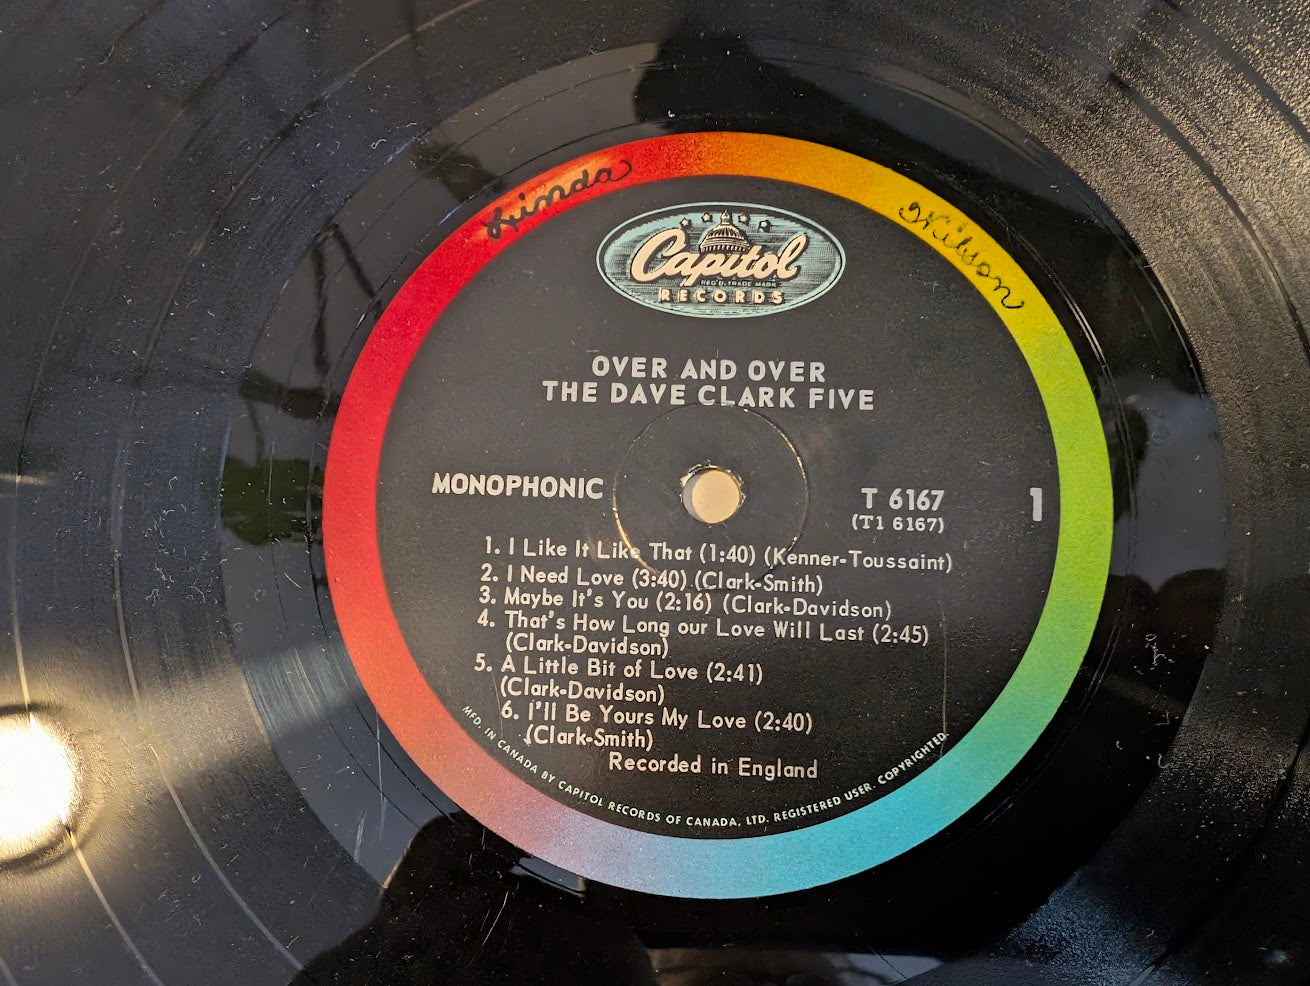 Linda
Wilson
Capitol
REG'D. TRADE MARK
RECORDS
OVER AND OVER
THE DAVE CLARK FIVE
MONOPHONIC
T 6167
(T1 6167)
1
1. I Like It Like That (1:40) (Kenner-Toussaint)
2. I Need Love (3:40) (Clark-Smith)
3. Maybe It's You (2:16) (Clark-Davidson)
4. That's How Long our Love Will Last (2:45)
(Clark-Davidson)
5. A Little Bit of Love (2:41)
(Clark-Davidson)
6. I'll Be Yours My Love (2:40)
(Clark-Smith)
Recorded in England
MFD. IN CANADA BY CAPITOL RECORDS OF CANADA, LTD. REGISTERED USER. COPYRIGHTED.